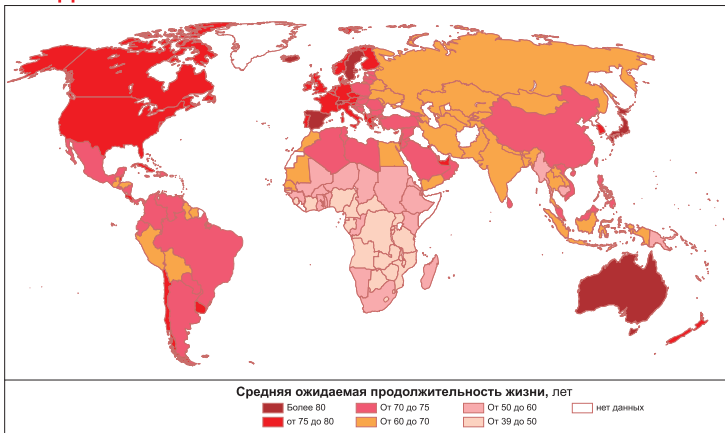 Средняя ожидаемая продолжительность жизни, лет
Более 80
От 70 до 75
От 50 до 60
нет данных
от 75 до 80
От 60 до 70
От 39 до 50